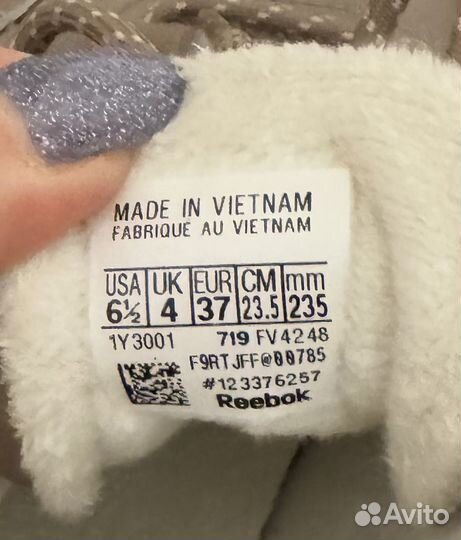 MADE IN VIETNAM
FABRIQUE AU VIETNAM
USA UK EUR CM mm
6½ 4 37 23.5 235
1Y3001 719 FV4248
F9RTJFF@00785
#123376257
Reebok
Avito